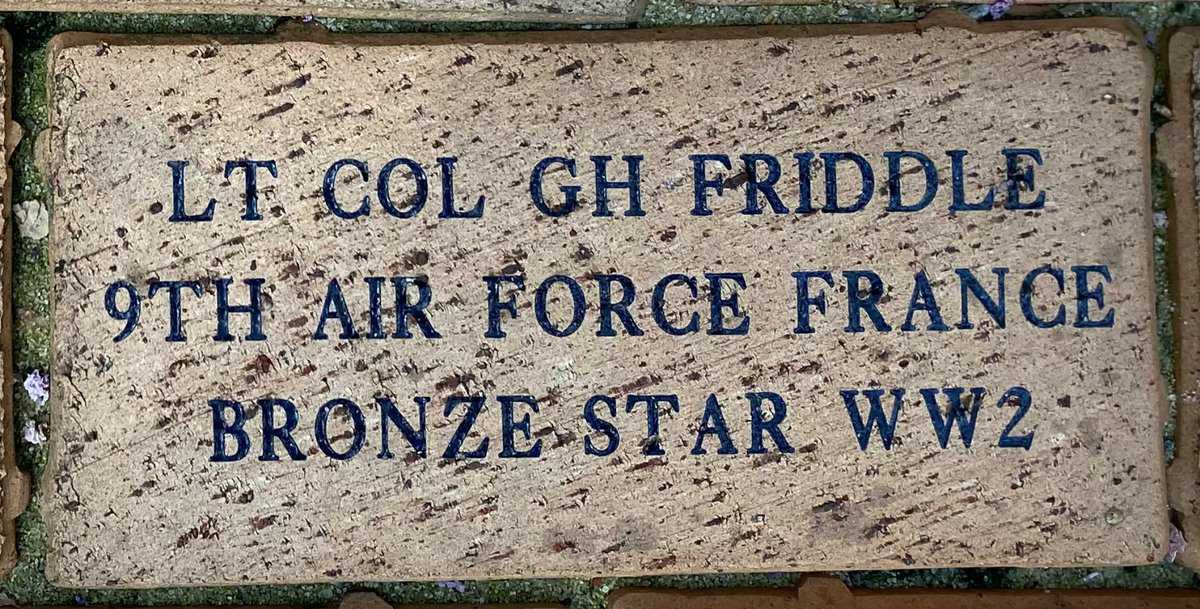 LT COL GH FRIDDLE
9TH AIR FORCE FRANCE
BRONZE STAR WW2